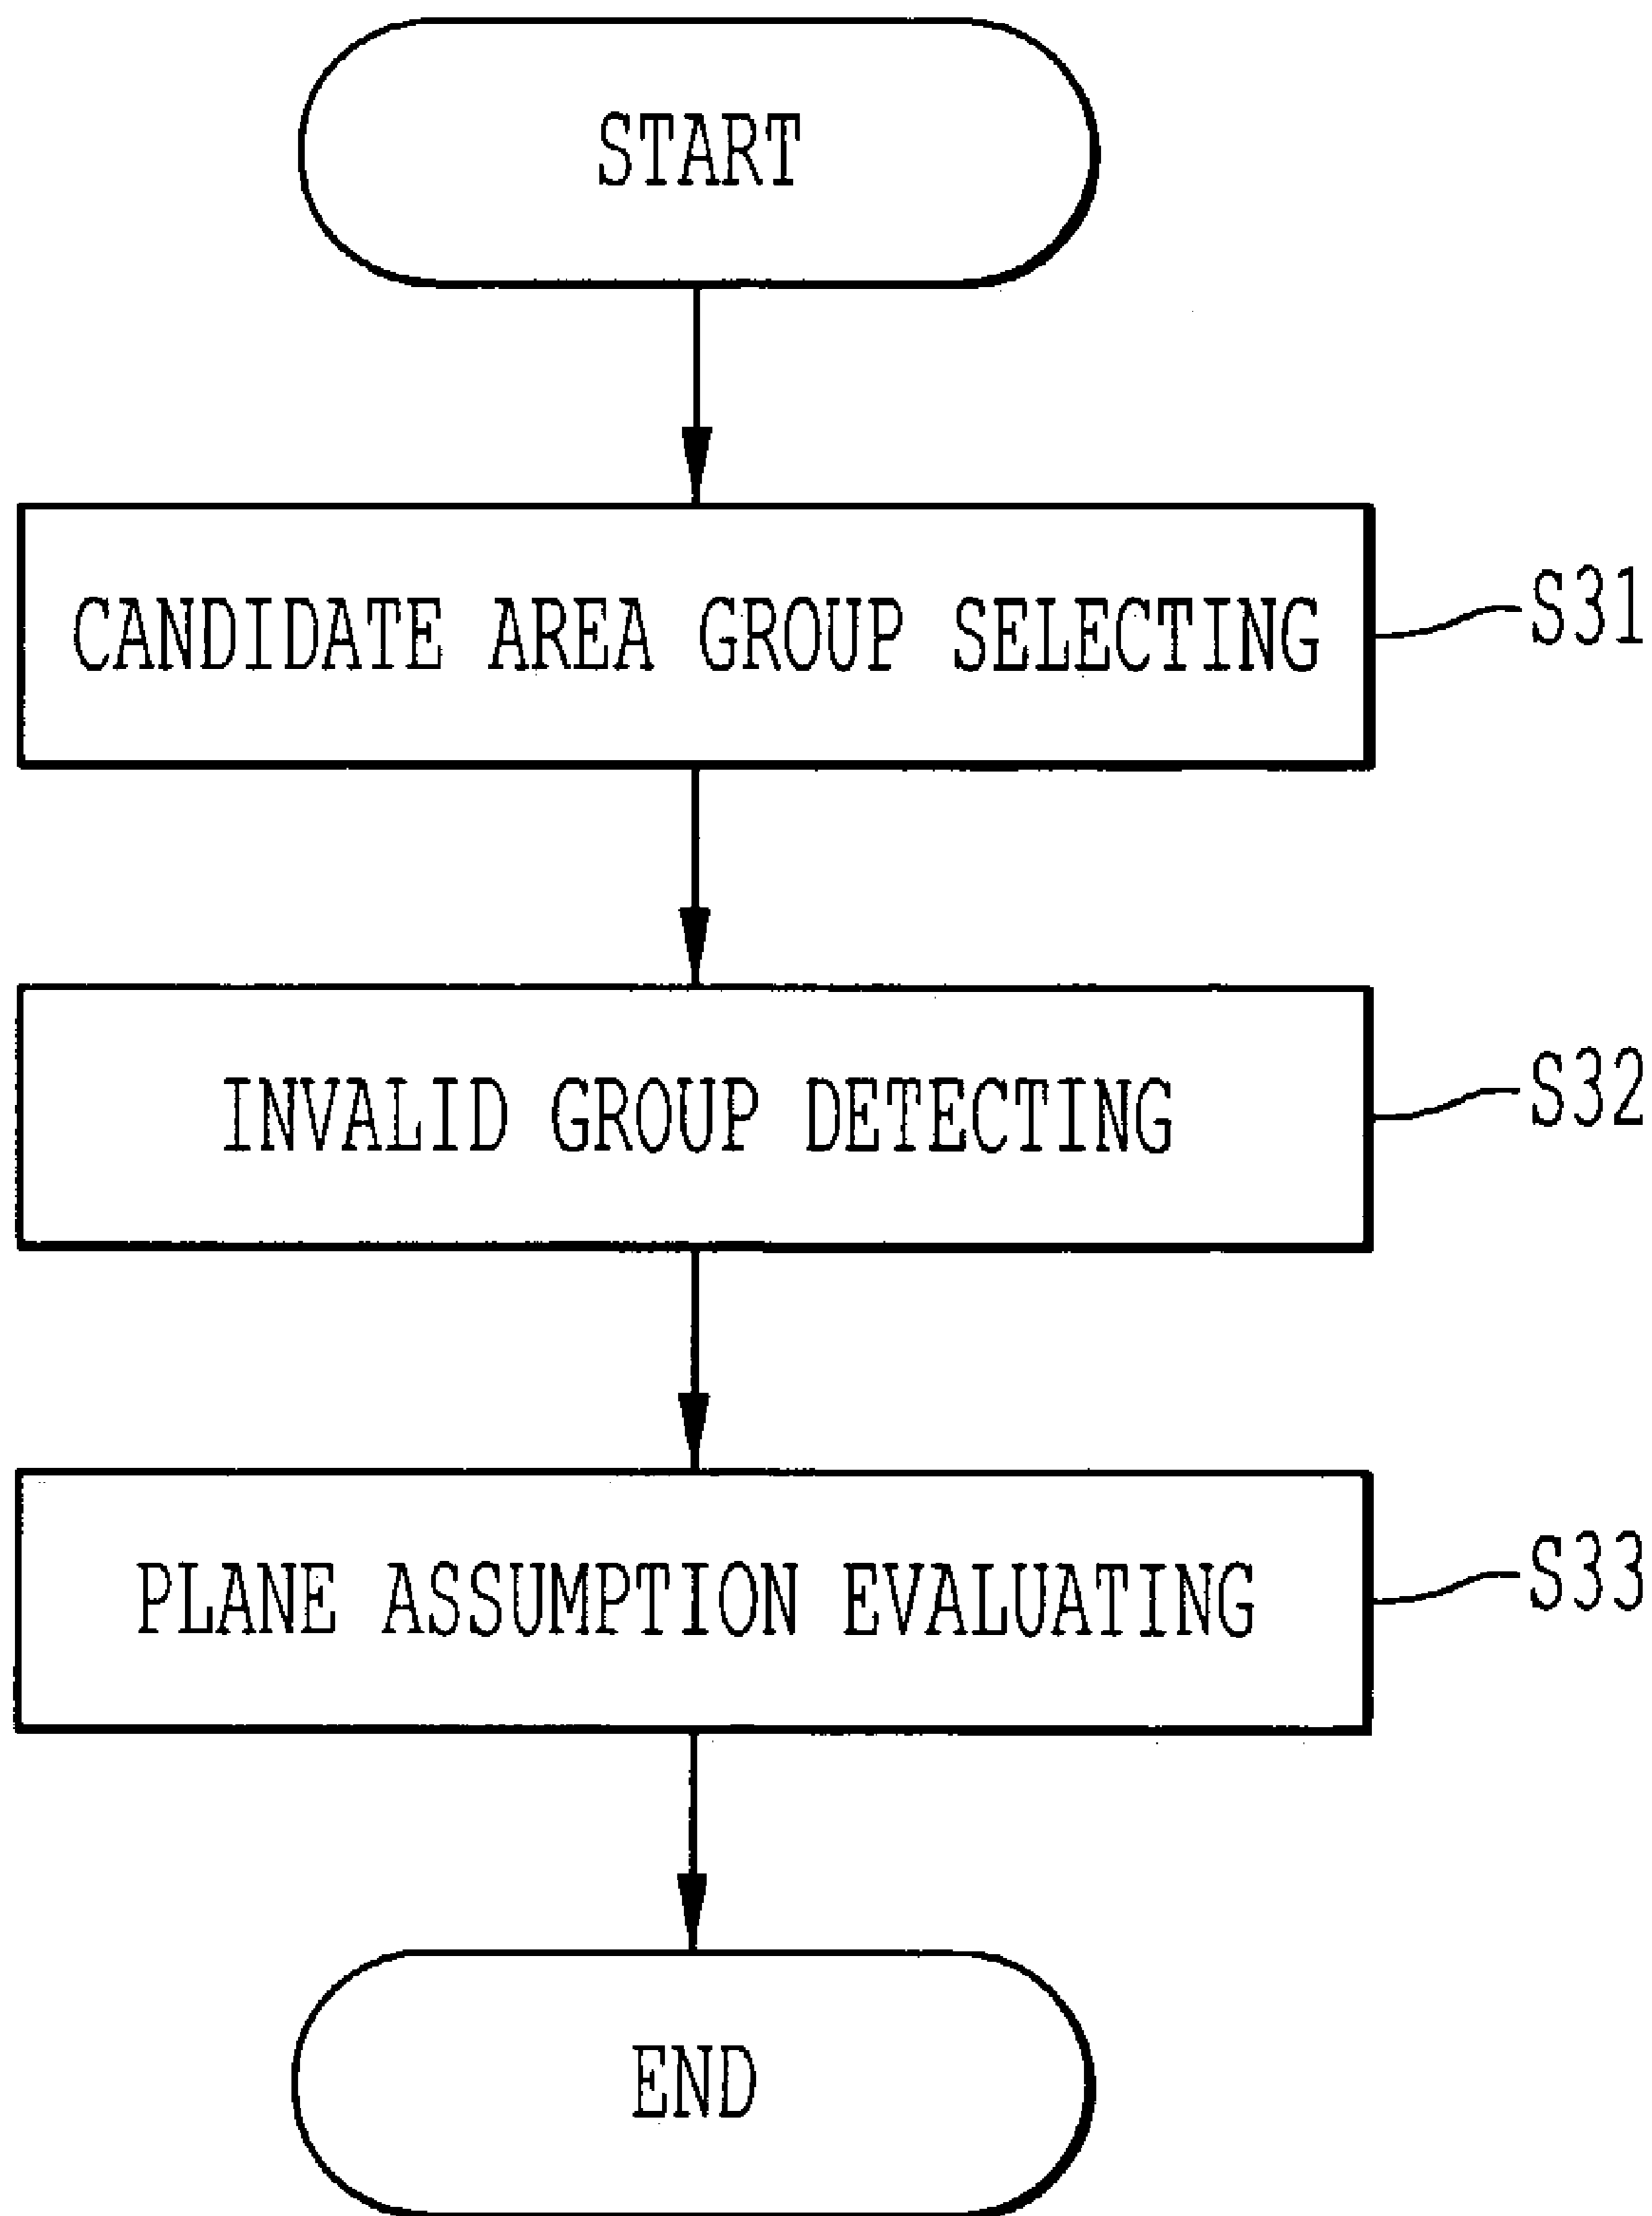 START
CANDIDATE AREA GROUP SELECTING
S31
INVALID GROUP DETECTING
S32
PLANE ASSUMPTION EVALUATING
S33
END